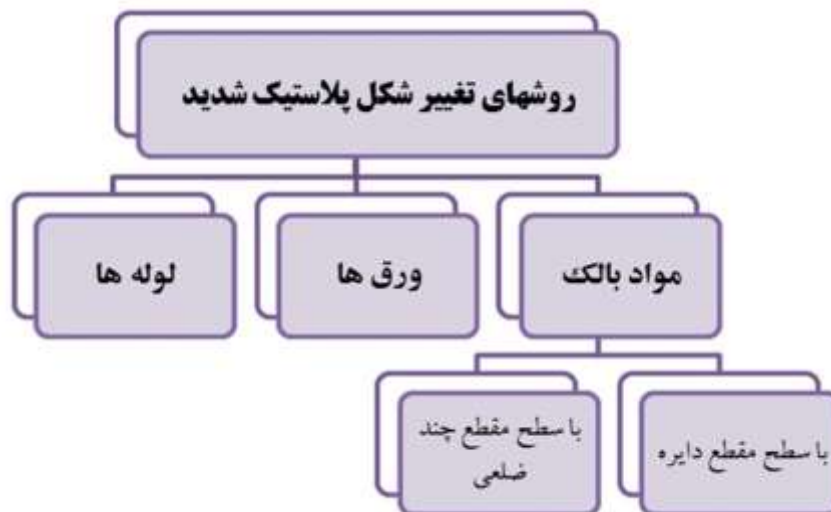 روشهای تغییر شکل پلاستیک شدید
مواد بالک
ورق ها
لوله ها
با سطح مقطع دایره
با سطح مقطع چند
ضلعی